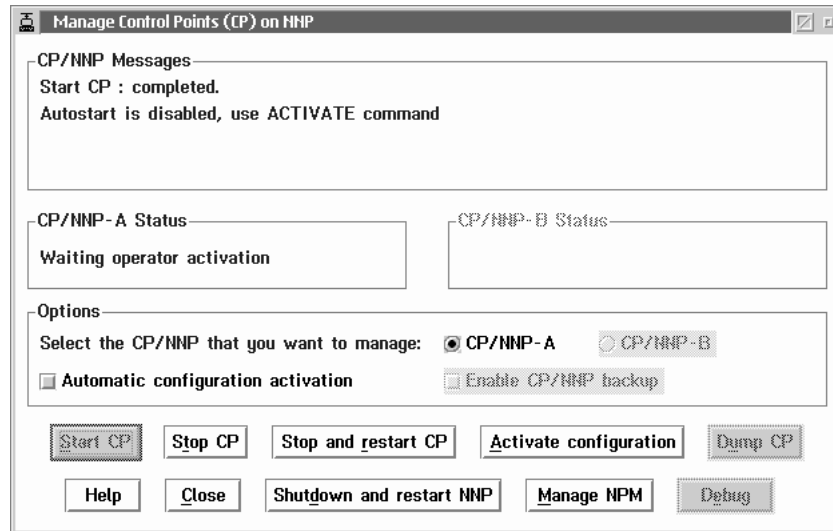 Manage Control Points (CP) on NNP
CP/NNP Messages
Start CP : completed.
Autostart is disabled, use ACTIVATE command
CP/NNP-A Status
CP/NNP-B Status
Waiting operator activation
Options
Select the CP/NNP that you want to manage: CP/NNP-A CP/NNP-B
Automatic configuration activation Enable CP/NNP backup
Start CP Stop CP Stop and restart CP Activate configuration Dump CP
Help Close Shutdown and restart NNP Manage NPM Debug